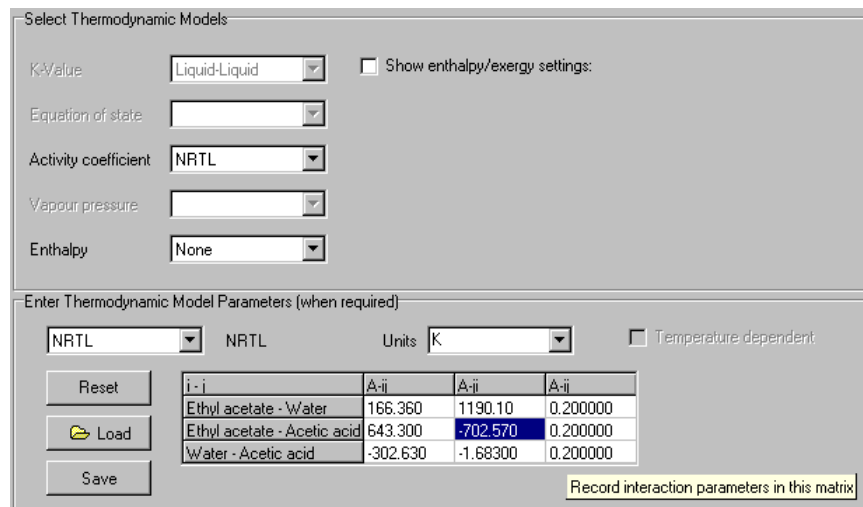 Select Thermodynamic Models
K-Value Liquid-Liquid Show enthalpy/exergy settings:
Equation of state
Activity coefficient NRTL
Vapour pressure
Enthalpy None
Enter Thermodynamic Model Parameters (when required)
NRTL NRTL Units K Temperature dependent
Reset i - j A-ij A-ji A-ij
Ethyl acetate - Water 166.360 1190.10 0.200000
Load Ethyl acetate - Acetic acid 643.300 -702.570 0.200000
Water - Acetic acid -302.630 -1.68300 0.200000
Save Record interaction parameters in this matrix